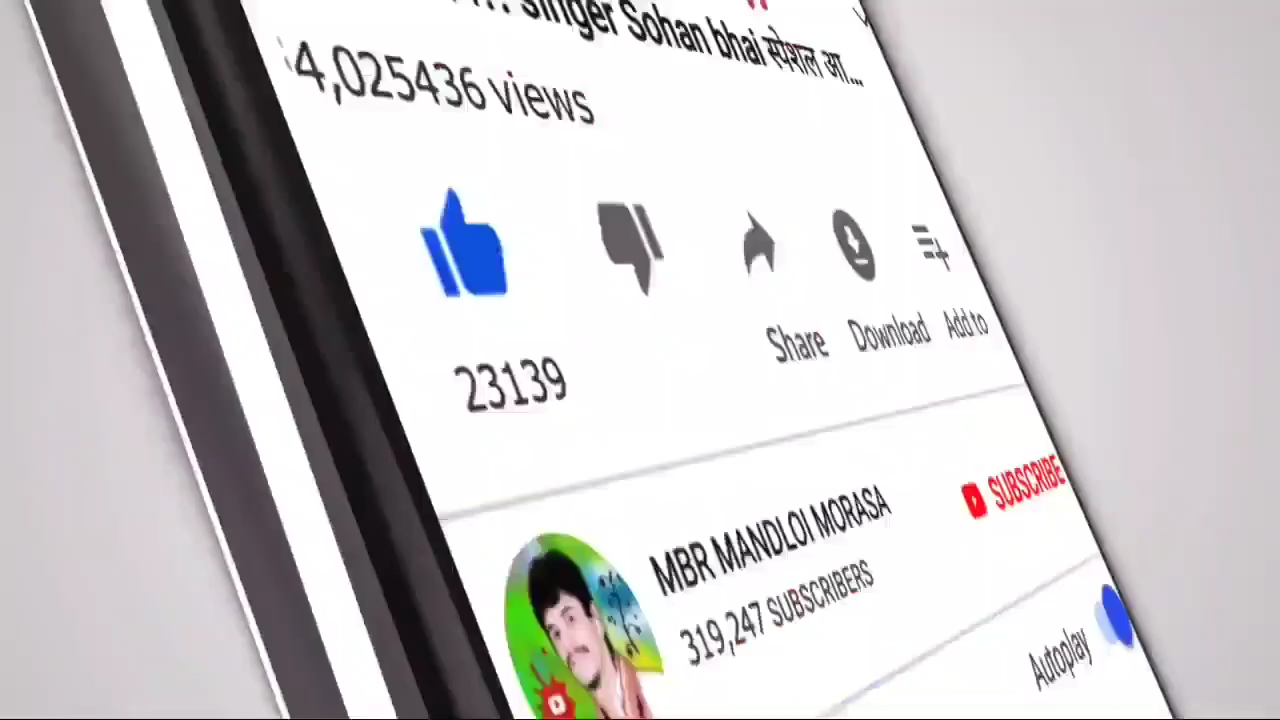 Singer Sohan bhai स्पेशल आ...
4,025436 views
Share Download Add to
23139
MBR MANDLOI MORASA
SUBSCRIBE
319,247 SUBSCRIBERS
Autoplay